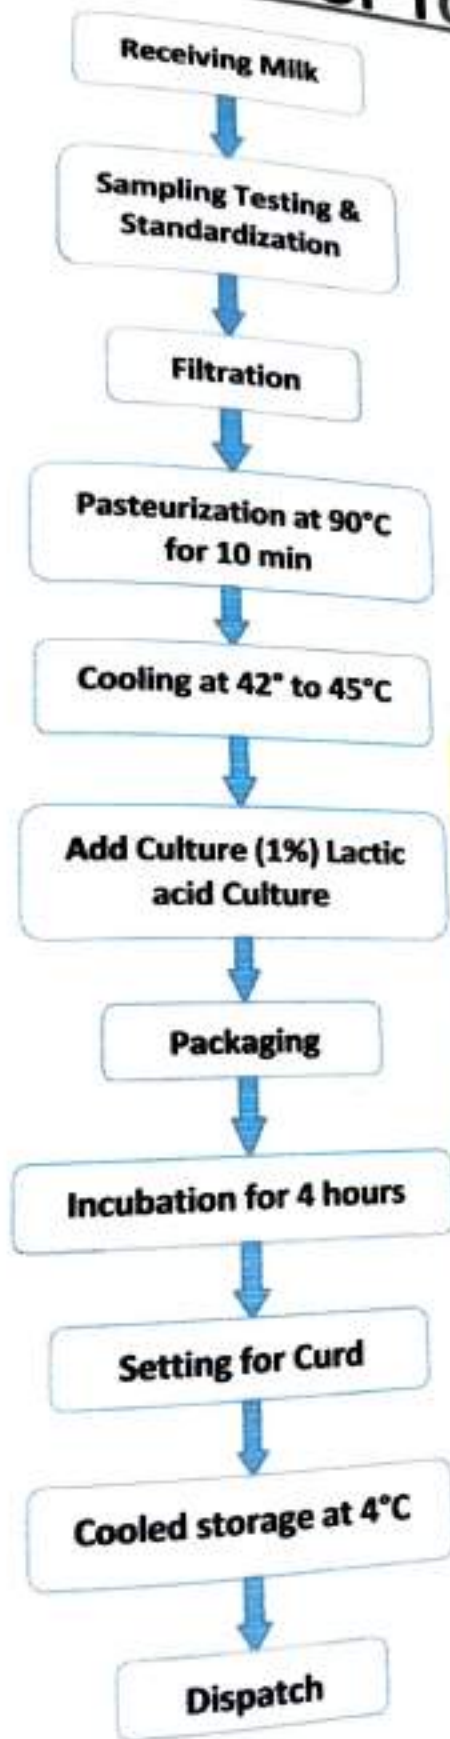 Receiving Milk
Sampling Testing &
Standardization
Filtration
Pasteurization at 90°C
for 10 min
Cooling at 42° to 45°C
Add Culture (1%) Lactic
acid Culture
Packaging
Incubation for 4 hours
Setting for Curd
Cooled storage at 4°C
Dispatch